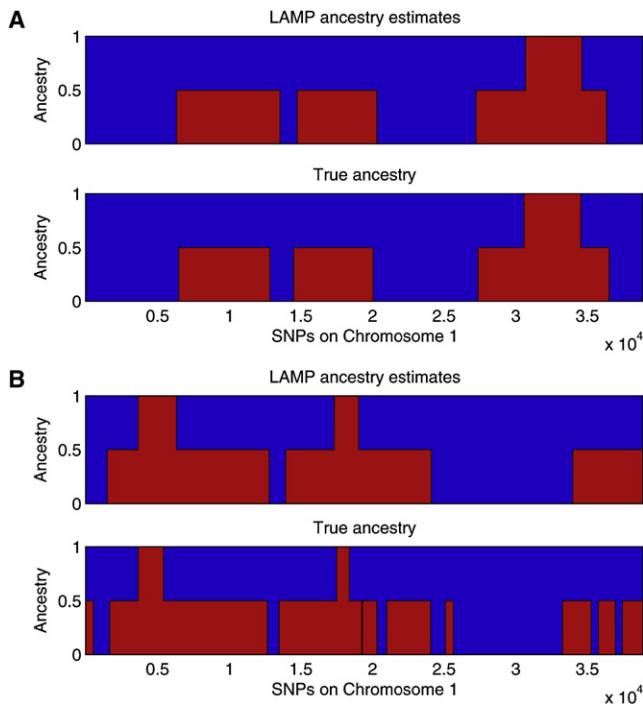 A
LAMP ancestry estimates
1
0.5
0
Ancestry
True ancestry
1
0.5
0
Ancestry
0.5 1 1.5 2 2.5 3 3.5
SNPs on Chromosome 1
x 10^4
B
LAMP ancestry estimates
1
0.5
0
Ancestry
True ancestry
1
0.5
0
Ancestry
0.5 1 1.5 2 2.5 3 3.5
SNPs on Chromosome 1
x 10^4